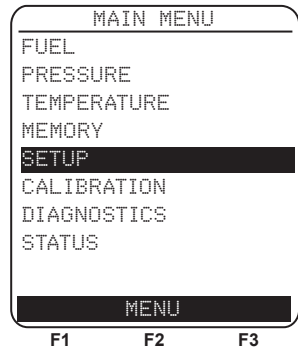 MAIN MENU
FUEL
PRESSURE
TEMPERATURE
MEMORY
SETUP
CALIBRATION
DIAGNOSTICS
STATUS
MENU
F1 F2 F3